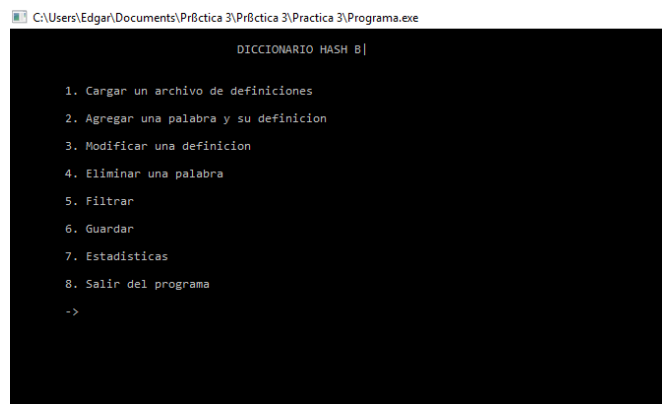 C:\Users\Edgar\Documents\Prßctica 3\Prßctica 3\Practica 3\Programa.exe
DICCIONARIO HASH B|
1. Cargar un archivo de definiciones
2. Agregar una palabra y su definicion
3. Modificar una definicion
4. Eliminar una palabra
5. Filtrar
6. Guardar
7. Estadisticas
8. Salir del programa
->